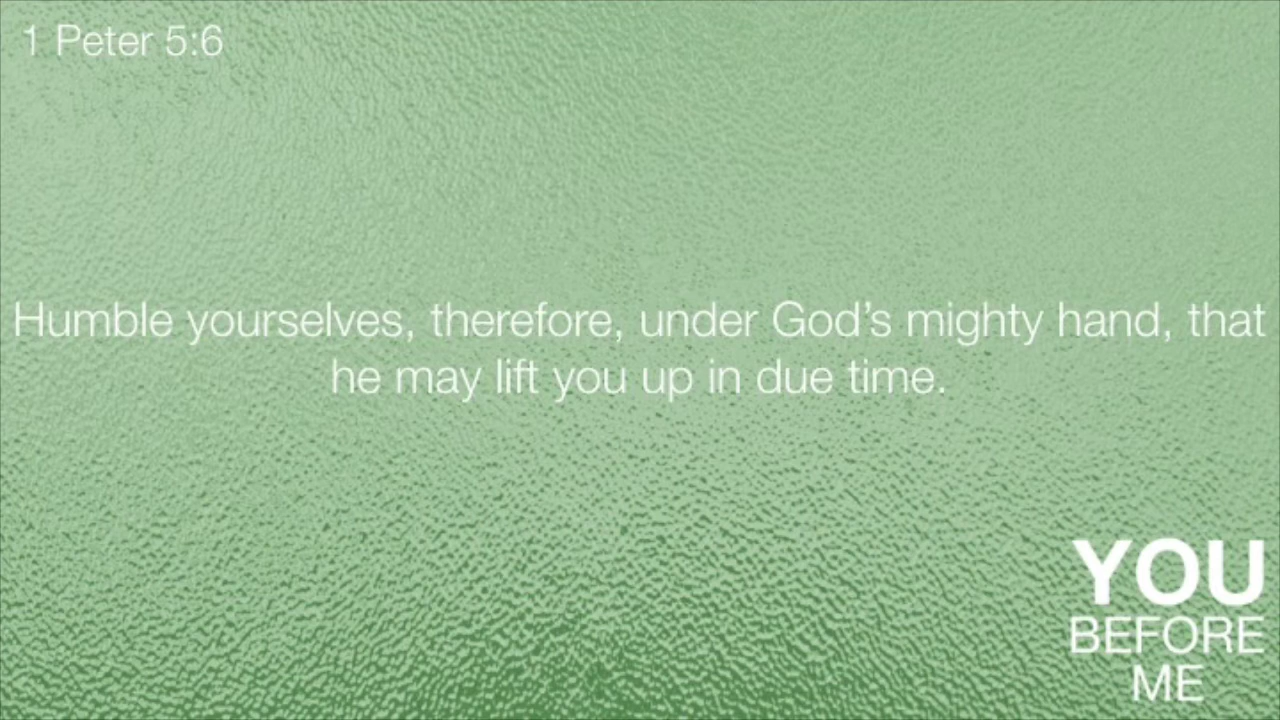 1 Peter 5:6
Humble yourselves, therefore, under God’s mighty hand, that
he may lift you up in due time.
YOU
BEFORE
ME